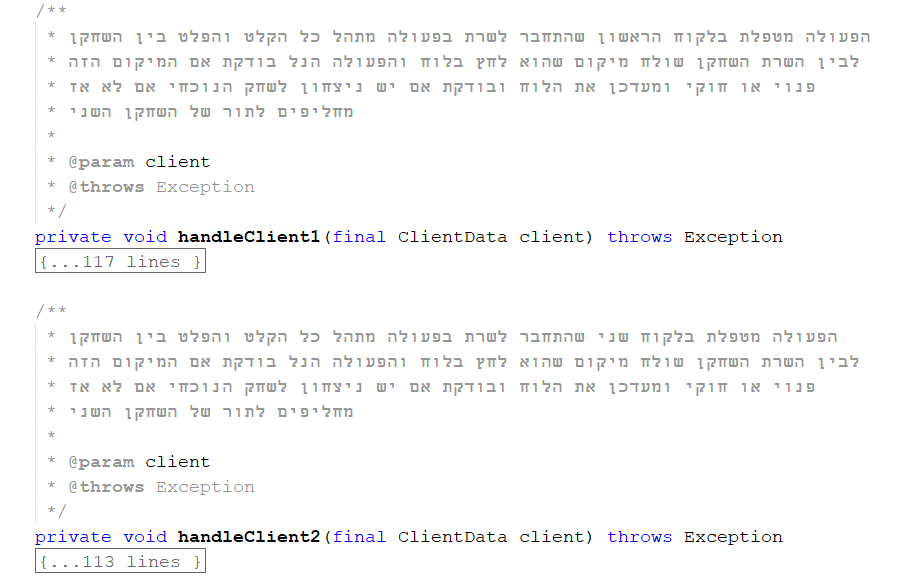 /**
* הפעולה מטפלת בלקוח הראשון שהתחבר לשרת בפעולה מתהל כל הקלט והפלט בין השחקן
* לבין השרת השחקן שולח מיקום שהוא לחץ בלוח והפעולה הנל בודקת אם המיקום הזה
* פנוי או חוקי ומעדכן את הלוח ובודקת אם יש ניצחון לשחק הנוכחי אם לא אז
* מחליפים לתור של השחקן השני
*
* @param client
* @throws Exception
*/
private void handleClient1(final ClientData client) throws Exception
{...117 lines }
/**
* הפעולה מטפלת בלקוח שני שהתחבר לשרת בפעולה מתהל כל הקלט והפלט בין השחקן
* לבין השרת השחקן שולח מיקום שהוא לחץ בלוח והפעולה הנל בודקת אם המיקום הזה
* פנוי או חוקי ומעדכן את הלוח ובודקת אם יש ניצחון לשחק הנוכחי אם לא אז
* מחליפים לתור של השחקן השני
*
* @param client
* @throws Exception
*/
private void handleClient2(final ClientData client) throws Exception
{...113 lines }